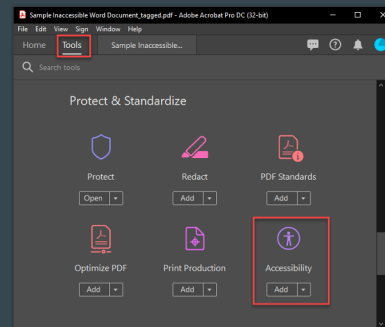 Sample Inaccessible Word Document_tagged.pdf - Adobe Acrobat Pro DC (32-bit)
File Edit View Sign Window Help
Home Tools Sample Inaccessible...
Search tools
Protect & Standardize
Protect Redact PDF Standards
Open Add Add
Optimize PDF Print Production Accessibility
Add Add Add